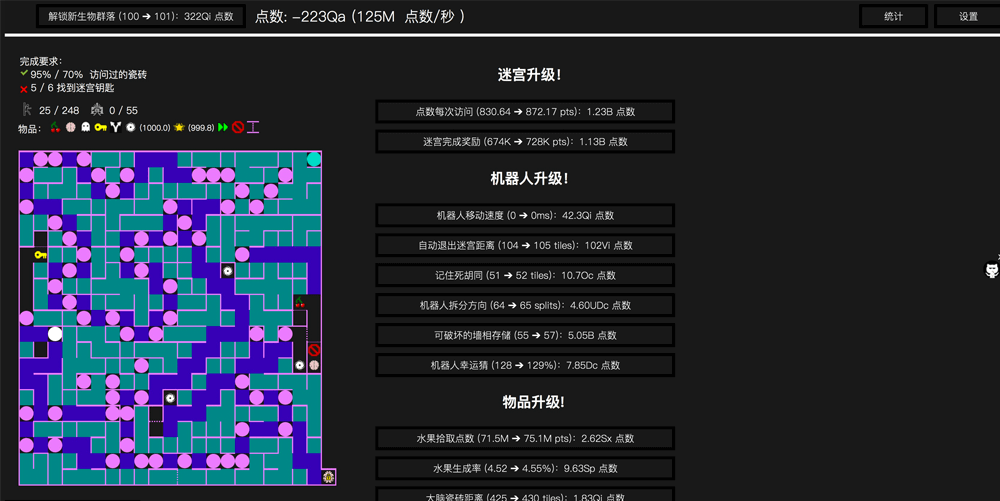 解锁新生物群落 (100 ➔ 101)：322Qi 点数
点数: -223Qa (125M 点数/秒 )
统计
设置
完成要求：
95% / 70% 访问过的瓷砖
5 / 6 找到迷宫钥匙
25 / 248
0 / 55
物品：
(1000.0)
(999.8)
迷宫升级!
点数每次访问 (830.64 ➔ 872.17 pts)：1.23B 点数
迷宫完成奖励 (674K ➔ 728K pts)：1.13B 点数
机器人升级!
机器人移动速度 (0 ➔ 0ms)：42.3Qi 点数
自动退出迷宫距离 (104 ➔ 105 tiles)：102Vi 点数
记住死胡同 (51 ➔ 52 tiles)：10.7Oc 点数
机器人拆分方向 (64 ➔ 65 splits)：4.60UDc 点数
可破坏的墙相存储 (55 ➔ 57)：5.05B 点数
机器人幸运猜 (128 ➔ 129%)：7.85Dc 点数
物品升级!
水果拾取点数 (71.5M ➔ 75.1M pts)：2.62Sx 点数
水果生成率 (4.52 ➔ 4.55%)：9.63Sp 点数
大脑瓷砖距离 (425 ➔ 430 tiles)：1.83Qi 点数